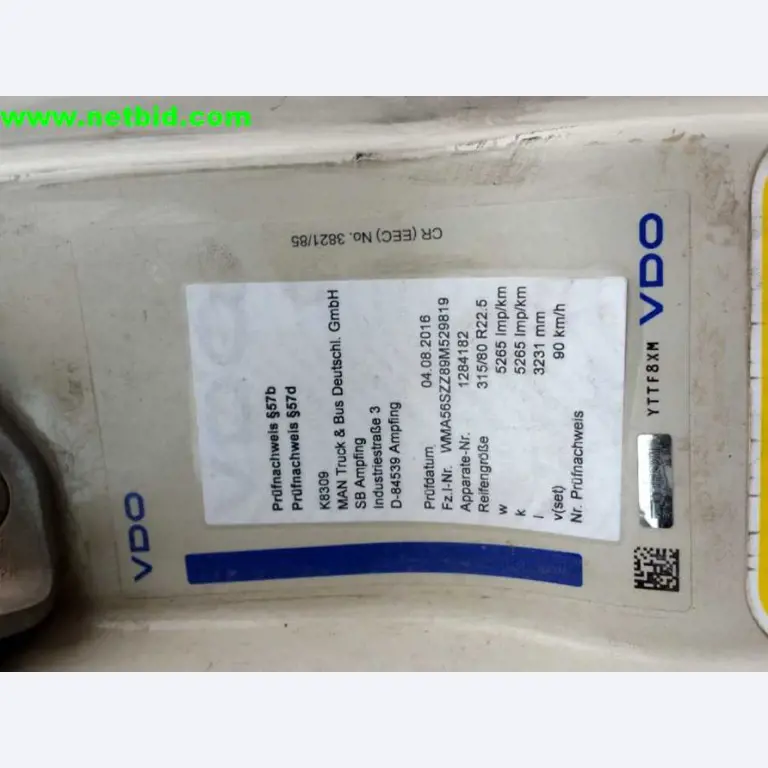 www.netbid.com
CR (EEC) No. 3821/85
VDO
VDO
Prüfnachweis §57b
Prüfnachweis §57d
K8309
MAN Truck & Bus Deutschl. GmbH
SB Ampfing
Industriestraße 3
D-84539 Ampfing
Prüfdatum 04.08.2016
Fz.I-Nr. WMA56SZZ89M529819
Apparate-Nr. 1284182
Reifengröße 315/80 R22.5
w 5265 Imp/km
k 5265 Imp/km
l 3231 mm
v(set) 90 km/h
Nr. Prüfnachweis
YTTF8XM